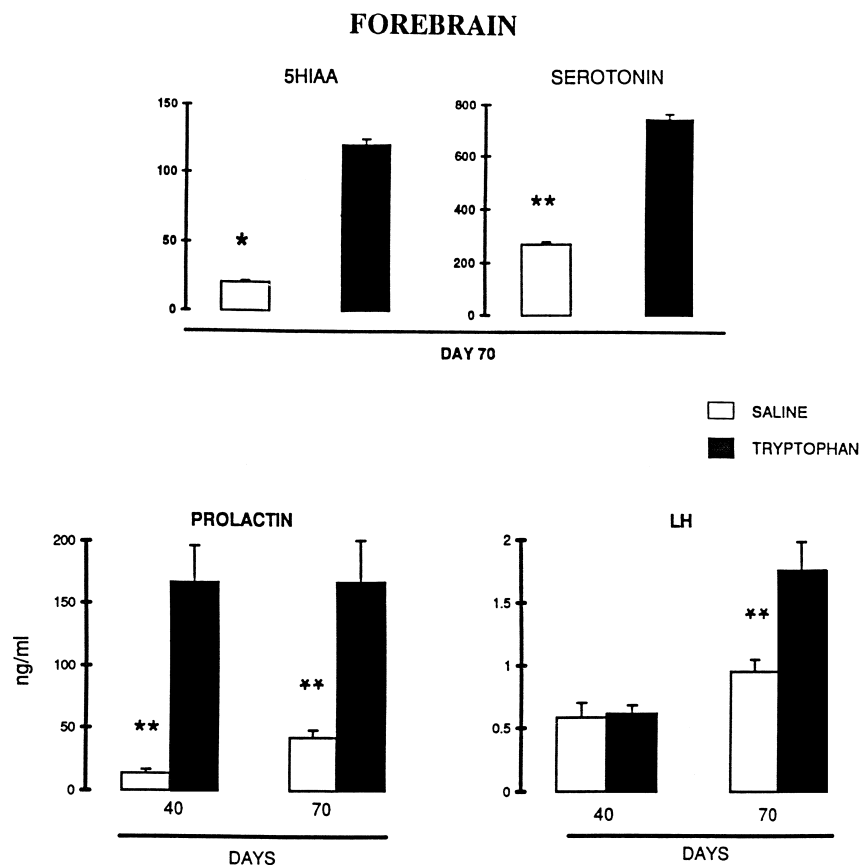 FOREBRAIN
5HIAA
150
100
50
0
*
SEROTONIN
800
600
400
200
0
**
DAY 70
SALINE
TRYPTOPHAN
PROLACTIN
ng/ml
200
150
100
50
0
**
**
40 70
DAYS
LH
2
1.5
1
0.5
0
**
40 70
DAYS